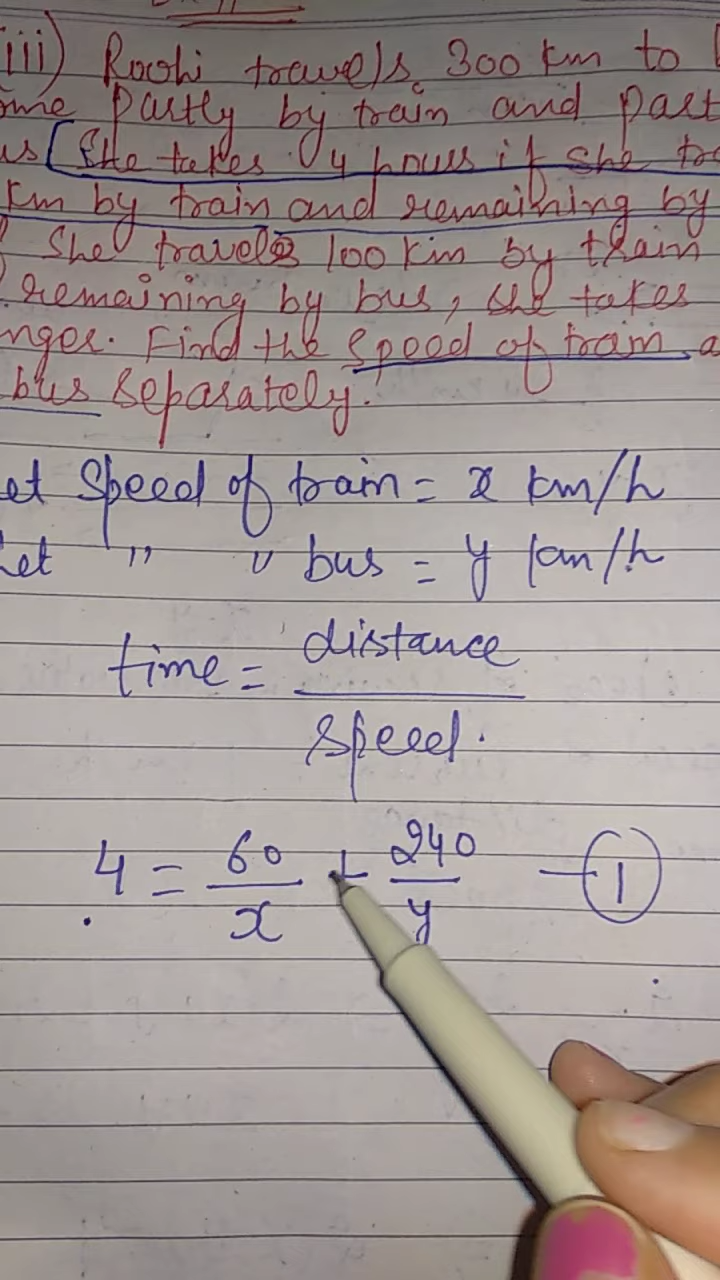 iii) Roohi travels 300 km to
ome partly by train and part
us (She takes 4 hours if she tra
km by train and remaining by
She travels 100 km by train
remaining by bus, she takes
nger. Find the speed of train a
bus separately.
et Speed of train = x km/h
Let " " bus = y km/h
time = distance
speed.
4 = 60/x + 240/y — 1